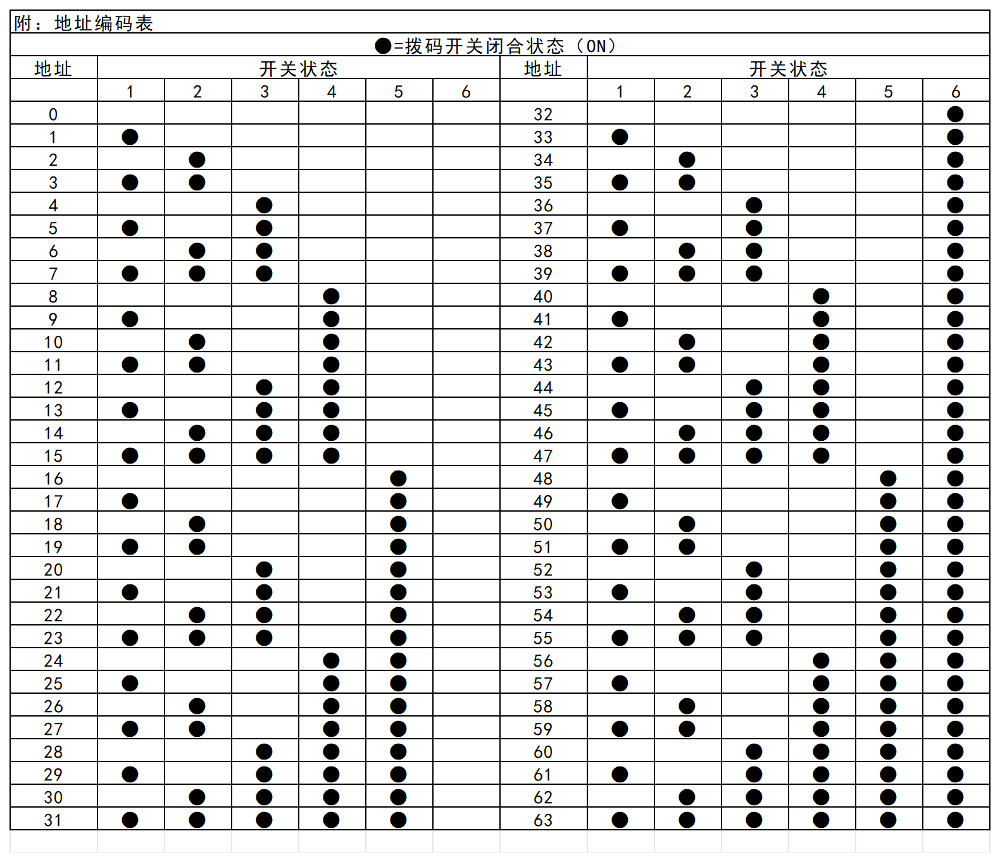 附：地址编码表
●=拨码开关闭合状态（ON）
地址 开关状态 地址 开关状态
1 2 3 4 5 6 1 2 3 4 5 6
0 32 ●
1 ● 33 ● ●
2 ● 34 ● ●
3 ● ● 35 ● ● ●
4 ● 36 ● ●
5 ● ● 37 ● ● ●
6 ● ● 38 ● ● ●
7 ● ● ● 39 ● ● ● ●
8 ● 40 ● ●
9 ● ● 41 ● ● ●
10 ● ● 42 ● ● ●
11 ● ● ● 43 ● ● ● ●
12 ● ● 44 ● ● ●
13 ● ● ● 45 ● ● ● ●
14 ● ● ● 46 ● ● ● ●
15 ● ● ● ● 47 ● ● ● ● ●
16 ● 48 ● ●
17 ● ● 49 ● ● ●
18 ● ● 50 ● ● ●
19 ● ● ● 51 ● ● ● ●
20 ● ● 52 ● ● ●
21 ● ● ● 53 ● ● ● ●
22 ● ● ● 54 ● ● ● ●
23 ● ● ● ● 55 ● ● ● ● ●
24 ● ● 56 ● ● ●
25 ● ● ● 57 ● ● ● ●
26 ● ● ● 58 ● ● ● ●
27 ● ● ● ● 59 ● ● ● ● ●
28 ● ● ● 60 ● ● ● ●
29 ● ● ● ● 61 ● ● ● ● ●
30 ● ● ● ● 62 ● ● ● ● ●
31 ● ● ● ● ● 63 ● ● ● ● ● ●